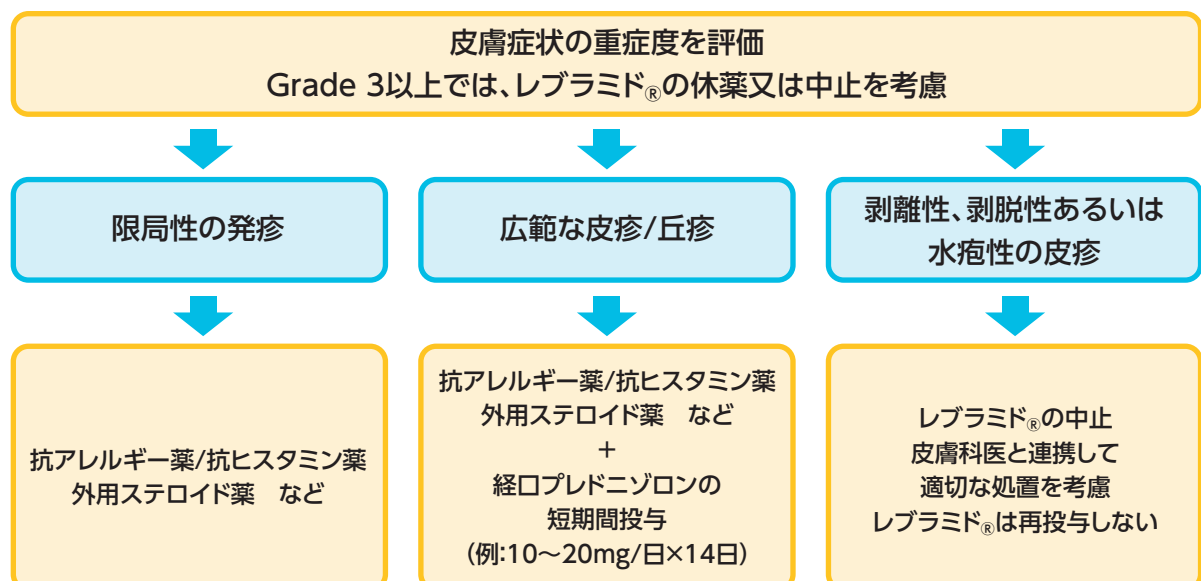 皮膚症状の重症度を評価
Grade 3以上では、レブラミド®の休薬又は中止を考慮
限局性の発疹
広範な皮疹/丘疹
剥離性、剥脱性あるいは
水疱性の皮疹
抗アレルギー薬/抗ヒスタミン薬
外用ステロイド薬　など
抗アレルギー薬/抗ヒスタミン薬
外用ステロイド薬　など
＋
経口プレドニゾロンの
短期間投与
(例:10〜20mg/日×14日)
レブラミド®の中止
皮膚科医と連携して
適切な処置を考慮
レブラミド®は再投与しない